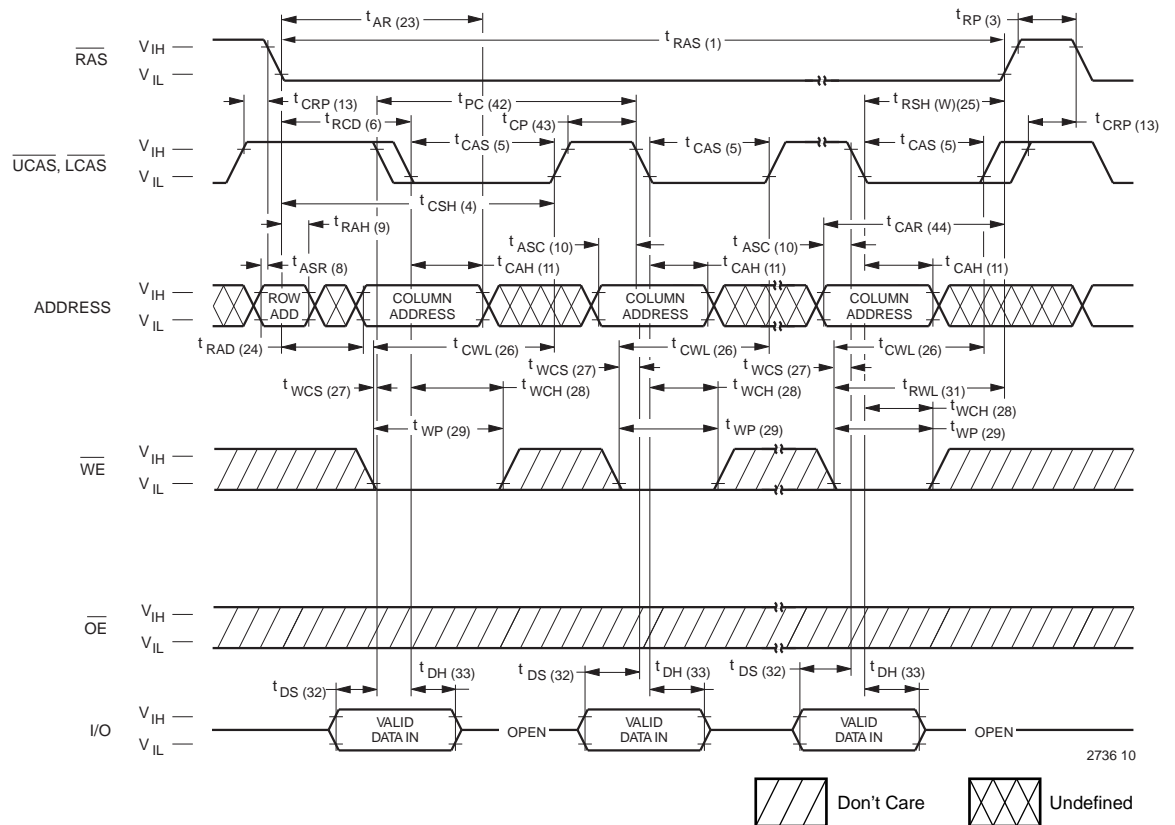 t AR (23)
t RP (3)
t RAS (1)
RAS
V IH
V IL
t CRP (13)
t PC (42)
t RSH (W)(25)
t RCD (6)
t CP (43)
t CRP (13)
UCAS, LCAS
V IH
V IL
t CAS (5)
t CAS (5)
t CAS (5)
t CSH (4)
t RAH (9)
t CAR (44)
t ASC (10)
t ASC (10)
t ASR (8)
t CAH (11)
t CAH (11)
t CAH (11)
ADDRESS
V IH
V IL
ROW ADD
COLUMN ADDRESS
COLUMN ADDRESS
COLUMN ADDRESS
t RAD (24)
t CWL (26)
t CWL (26)
t CWL (26)
t WCS (27)
t WCS (27)
t WCS (27)
t WCH (28)
t WCH (28)
t RWL (31)
t WCH (28)
t WP (29)
t WP (29)
t WP (29)
WE
V IH
V IL
OE
V IH
V IL
t DS (32)
t DH (33)
t DS (32)
t DH (33)
t DS (32)
t DH (33)
I/O
V IH
V IL
VALID DATA IN
OPEN
VALID DATA IN
VALID DATA IN
OPEN
2736 10
Don't Care
Undefined